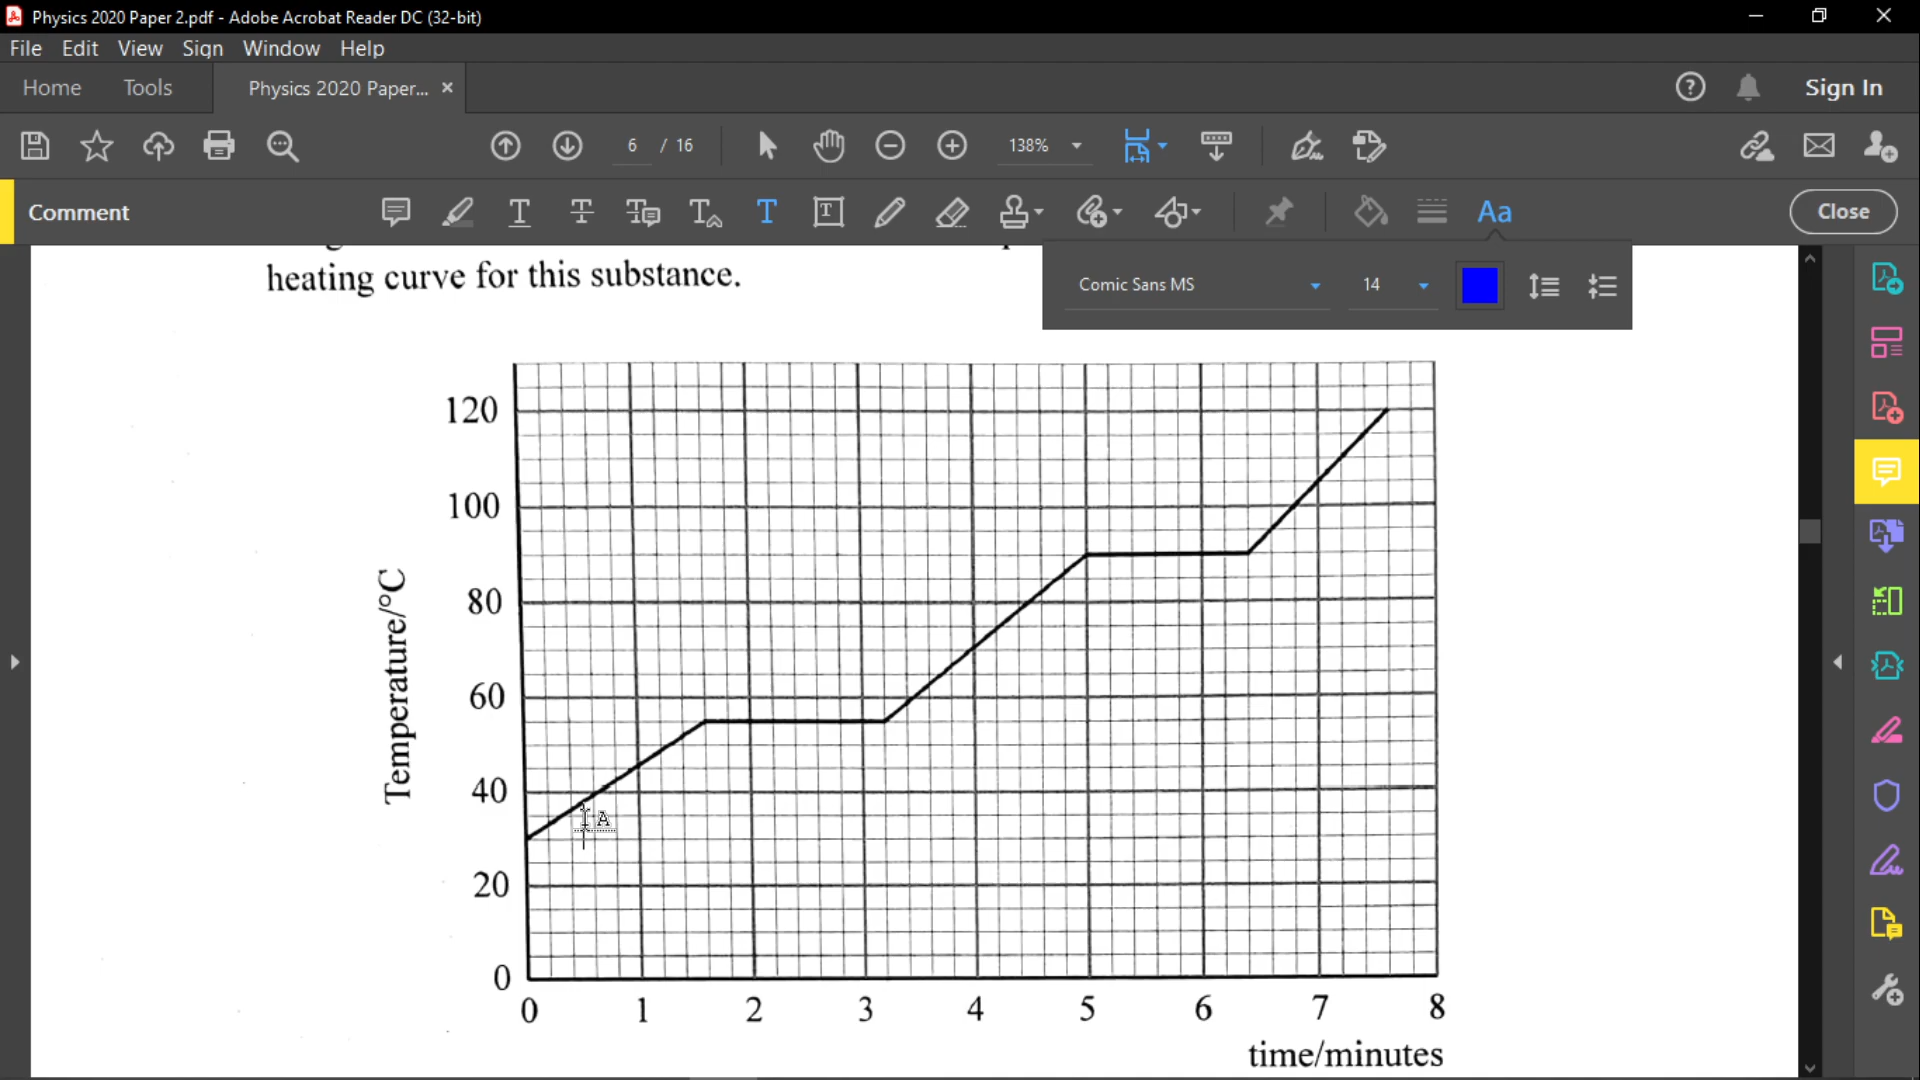 Physics 2020 Paper 2.pdf - Adobe Acrobat Reader DC (32-bit)
File Edit View Sign Window Help
Home Tools Physics 2020 Paper... × Sign In
6 / 16 138%
Comment Close
Comic Sans MS 14
heating curve for this substance.
Temperature/°C
120
100
80
60
40
20
0
0 1 2 3 4 5 6 7 8
time/minutes